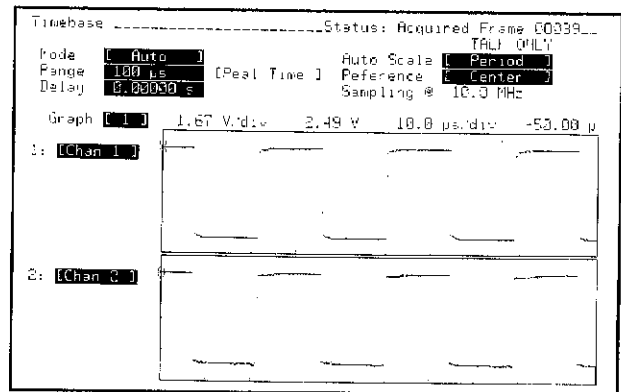 Timebase Status: Acquired Frame 00039
TALK ONLY
Mode [ Auto ] Auto Scale [ Period ]
Range 100 µs [Real Time ] Reference [ Center ]
Delay 0.00000 s Sampling @ 10.0 MHz
Graph [ 1 ] 1.67 V/div 2.49 V 10.0 µs/div -50.00 µ
1: [Chan 1 ]
2: [Chan 2 ]